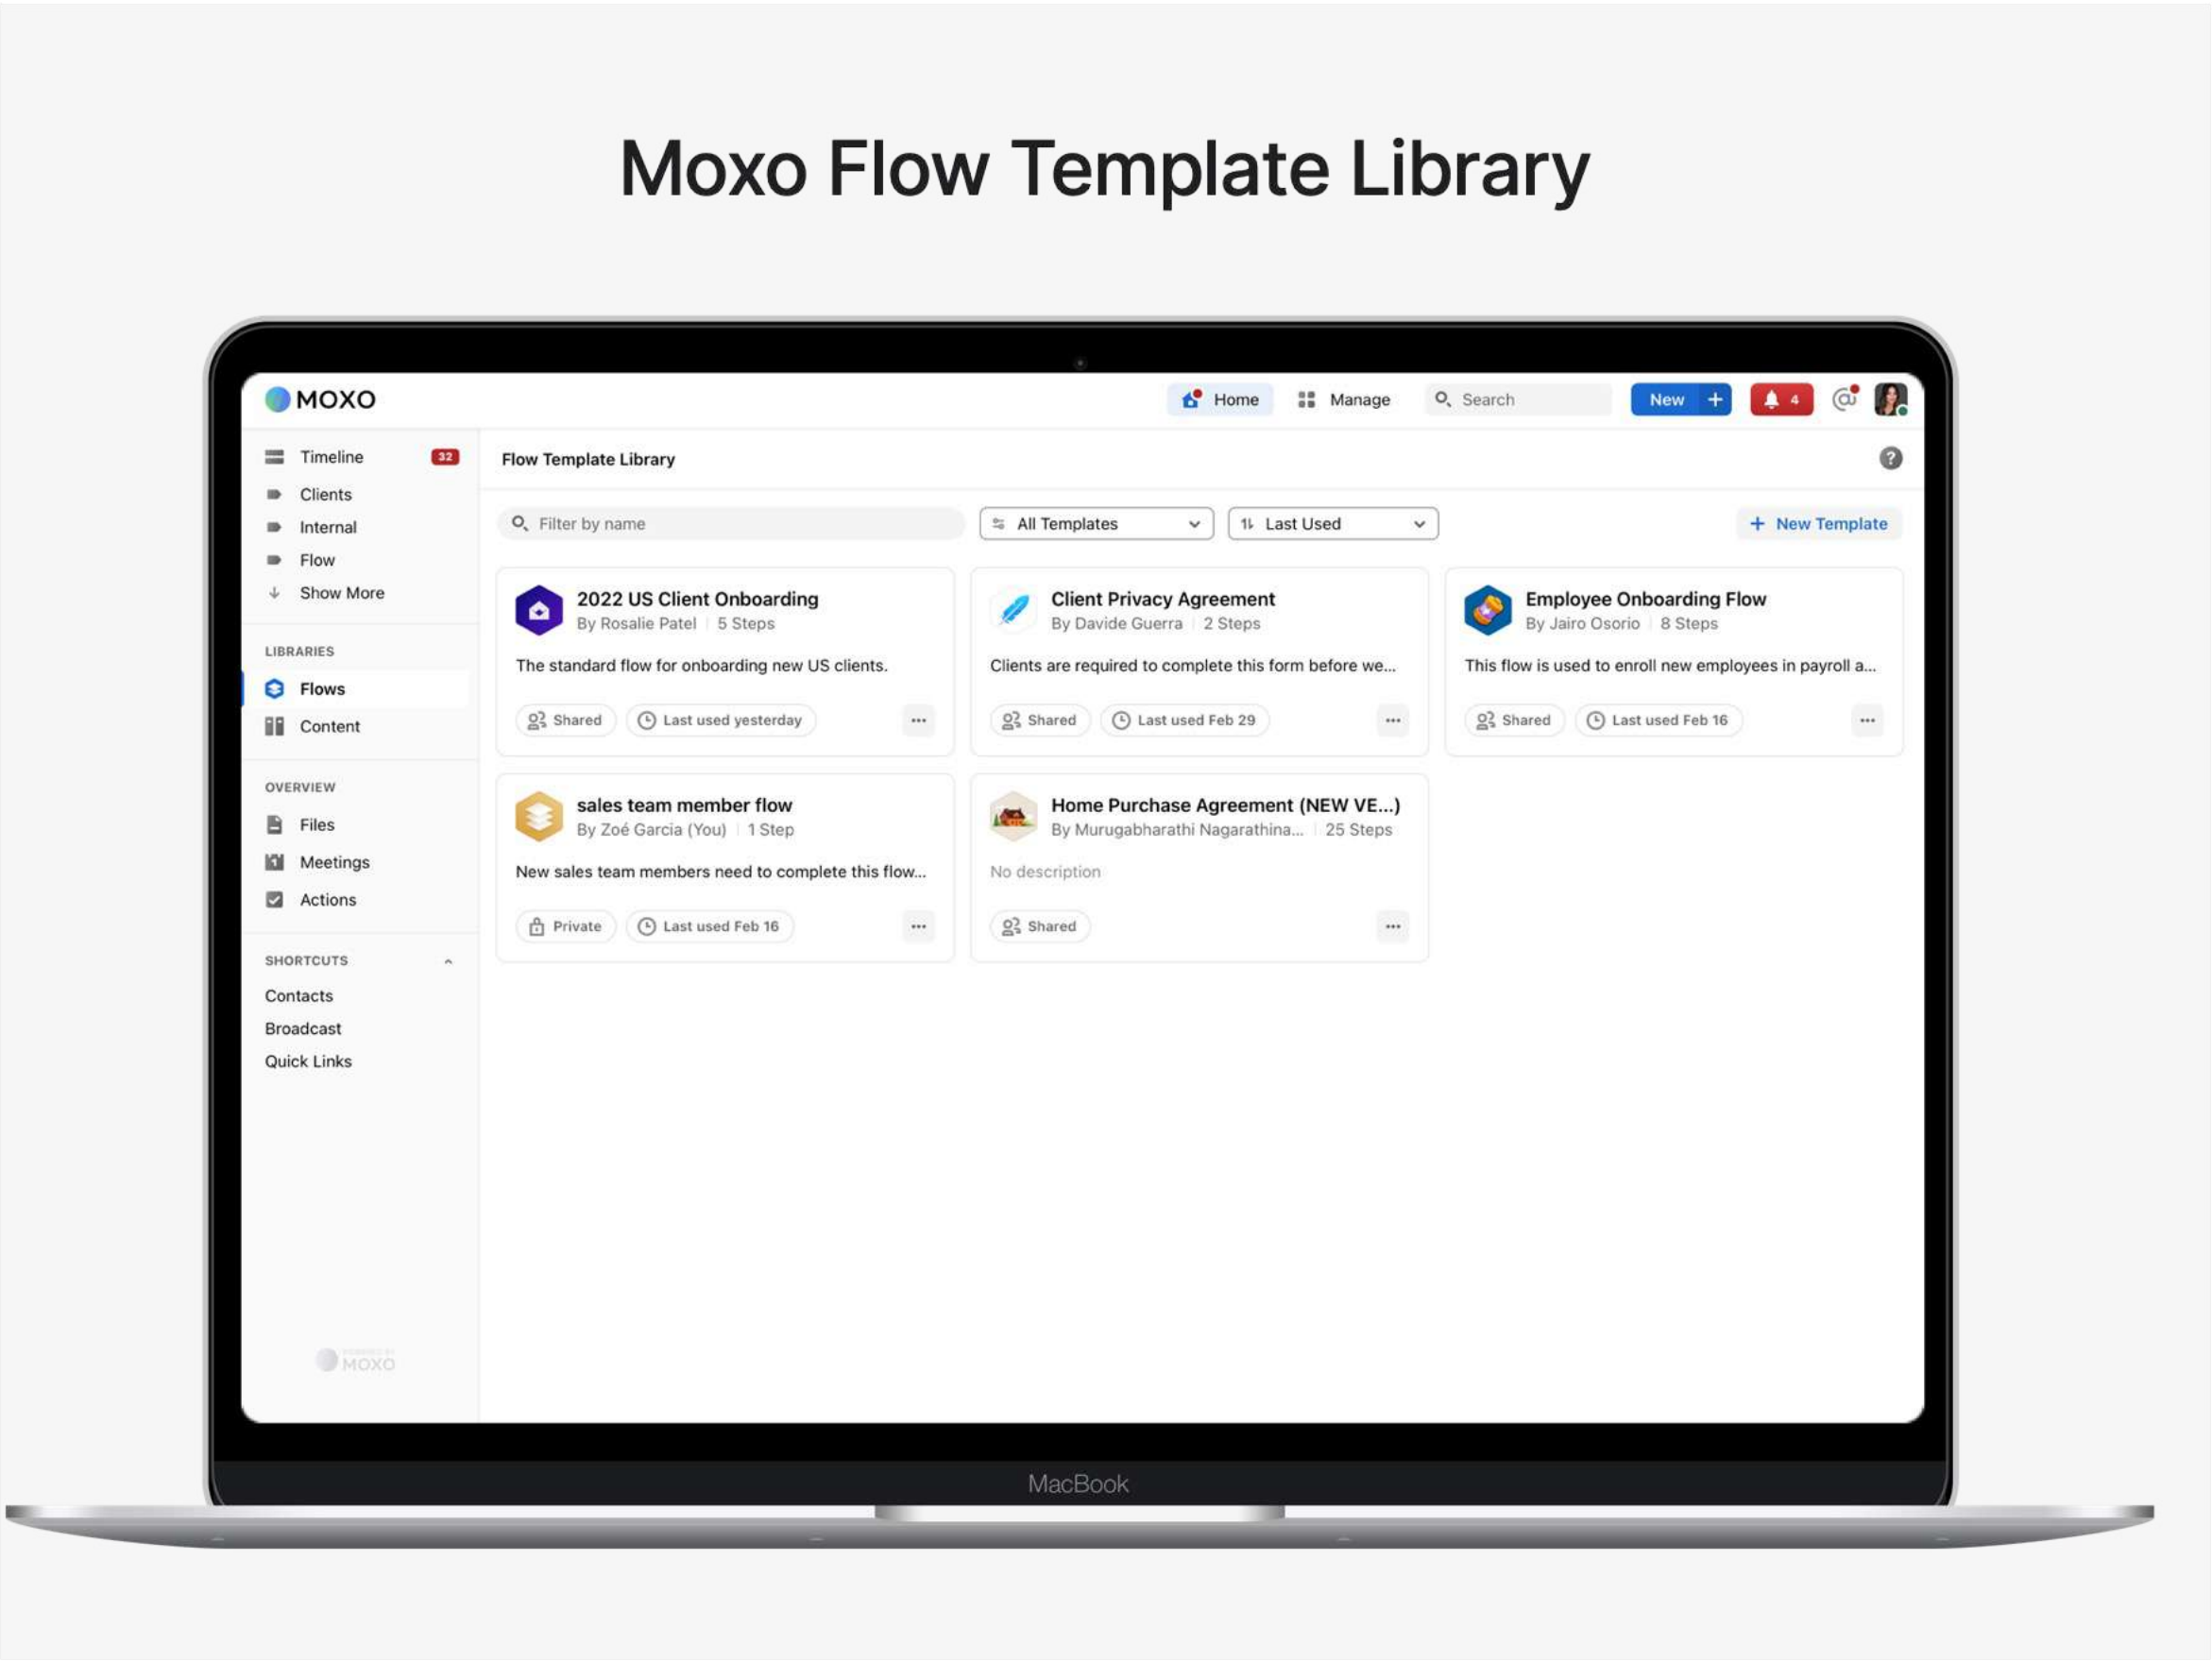 Moxo Flow Template Library
MOXO
Home
Manage
Search
New +
4
Timeline
32
Clients
Internal
Flow
Show More
LIBRARIES
Flows
Content
OVERVIEW
Files
Meetings
Actions
SHORTCUTS
Contacts
Broadcast
Quick Links
POWERED BY
MOXO
Flow Template Library
?
Filter by name
All Templates
Last Used
+ New Template
2022 US Client Onboarding
By Rosalie Patel | 5 Steps
The standard flow for onboarding new US clients.
Shared
Last used yesterday
...
Client Privacy Agreement
By Davide Guerra | 2 Steps
Clients are required to complete this form before we...
Shared
Last used Feb 29
...
Employee Onboarding Flow
By Jairo Osorio | 8 Steps
This flow is used to enroll new employees in payroll a...
Shared
Last used Feb 16
...
sales team member flow
By Zoé Garcia (You) | 1 Step
New sales team members need to complete this flow...
Private
Last used Feb 16
...
Home Purchase Agreement (NEW VE...)
By Murugabharathi Nagarathina... | 25 Steps
No description
Shared
...
MacBook